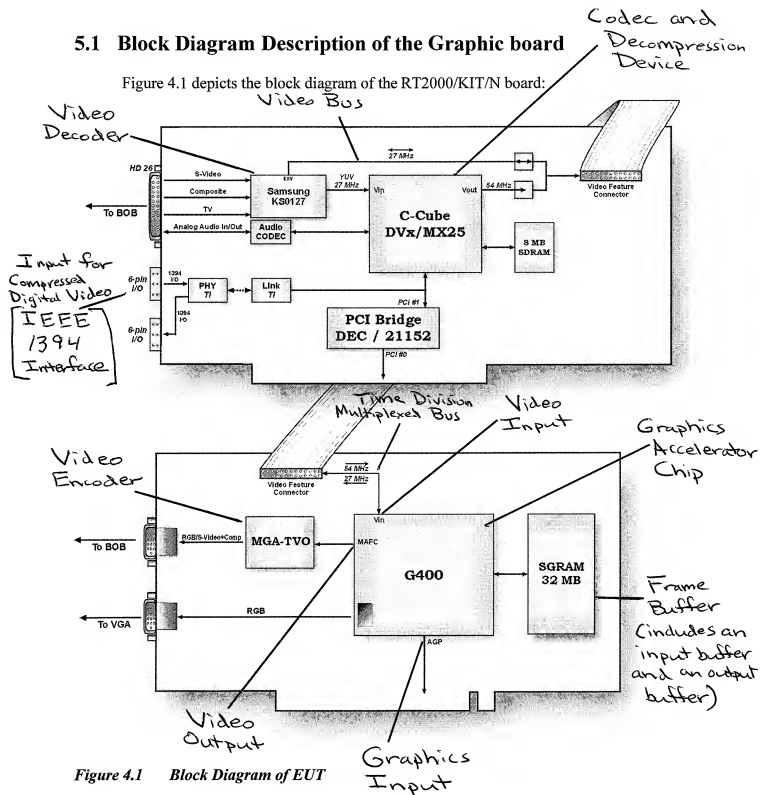 Codec and
Decompression
Device
5.1 Block Diagram Description of the Graphic board
Figure 4.1 depicts the block diagram of the RT2000/KIT/N board:
Video Bus
Video
Decoder
27 MHz
HD 26
S-Video
Composite
TV
Analog Audio In/Out
To BOB
EXV
Samsung
KS0127
YUV
27 MHz
Audio
CODEC
Vin
Vout
54 MHz
C-Cube
DVx/MX25
Video Feature
Connector
8 MB
SDRAM
Input for
Compressed
Digital Video
[IEEE
1394
Interface]
6-pin
I/O
1394
I/O
PHY
TI
Link
TI
1394
I/O
6-pin
I/O
PCI #1
PCI Bridge
DEC / 21152
PCI #0
Time Division
Multiplexed Bus
Video
Input
Graphics
Accelerator
Chip
Video
Encoder
54 MHz
27 MHz
Video Feature
Connector
Vin
To BOB
RGB/S-Video+Comp
MGA-TVO
MAFC
G400
SGRAM
32 MB
Frame
Buffer
(includes an
input buffer
and an output
buffer)
RGB
To VGA
AGP
Video
Output
Graphics
Input
Figure 4.1 Block Diagram of EUT